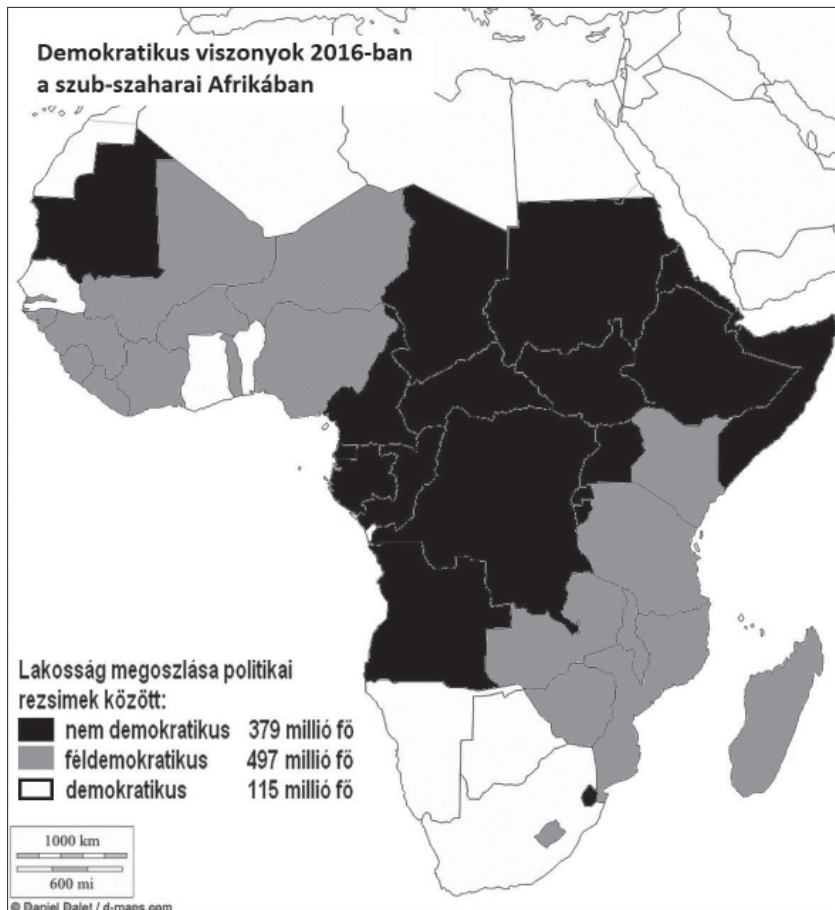 Demokratikus viszonyok 2016-ban
a szub-szaharai Afrikában
Lakosság megoszlása politikai
rezsimek között:
nem demokratikus 379 millió fő
féldemokratikus 497 millió fő
demokratikus 115 millió fő
1000 km
600 mi
© Daniel Dalet / d-maps.com